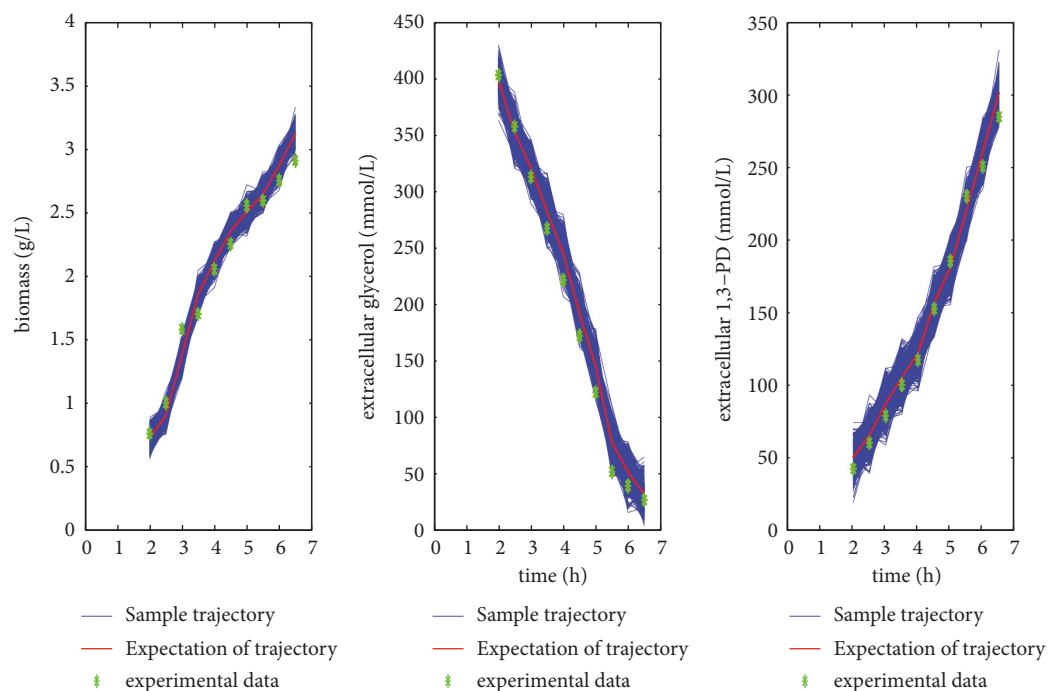 biomass (g/L)
4
3.5
3
2.5
2
1.5
1
0.5
0
0 1 2 3 4 5 6 7
Sample trajectory
Expectation of trajectory
experimental data
extracellular glycerol (mmol/L)
450
400
350
300
250
200
150
100
50
0
0 1 2 3 4 5 6 7
time (h)
Sample trajectory
Expectation of trajectory
experimental data
extracellular 1,3−PD (mmol/L)
350
300
250
200
150
100
50
0
0 1 2 3 4 5 6 7
time (h)
Sample trajectory
Expectation of trajectory
experimental data